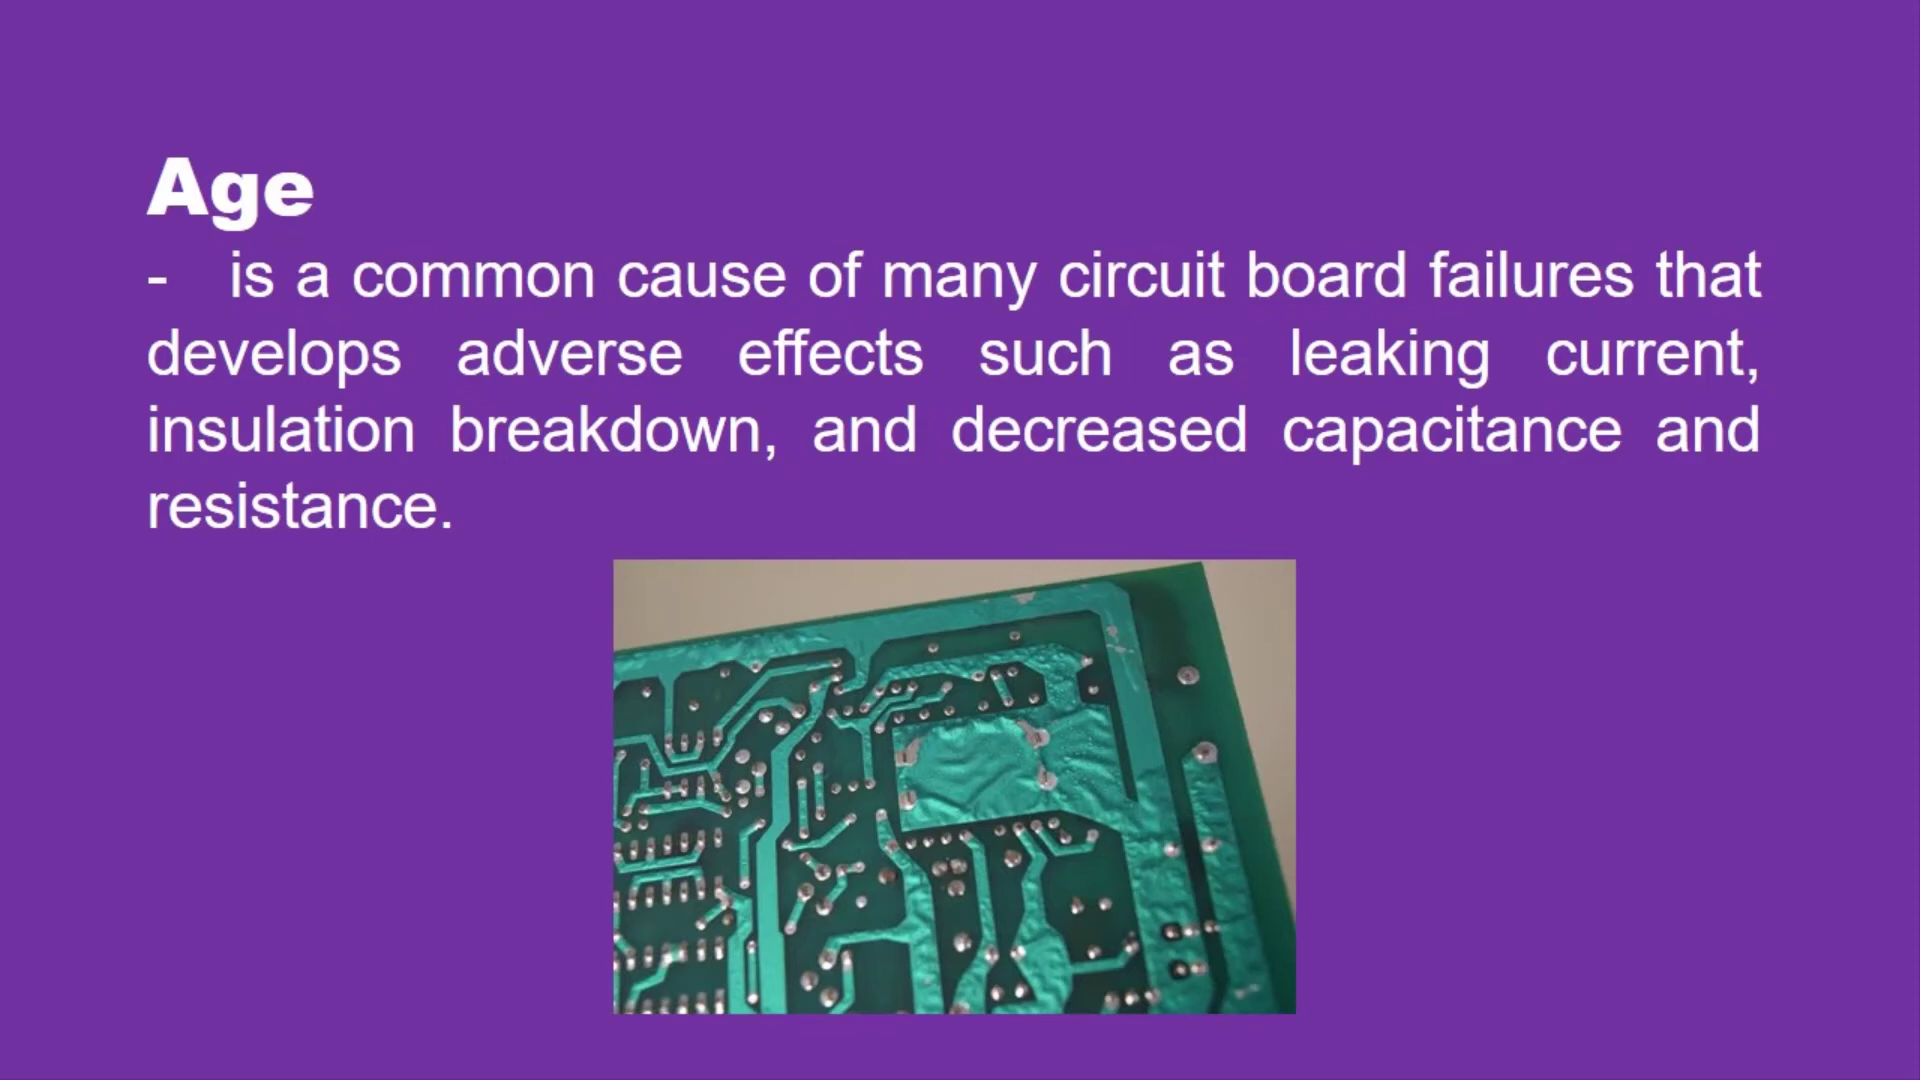 Age
- is a common cause of many circuit board failures that
develops adverse effects such as leaking current,
insulation breakdown, and decreased capacitance and
resistance.